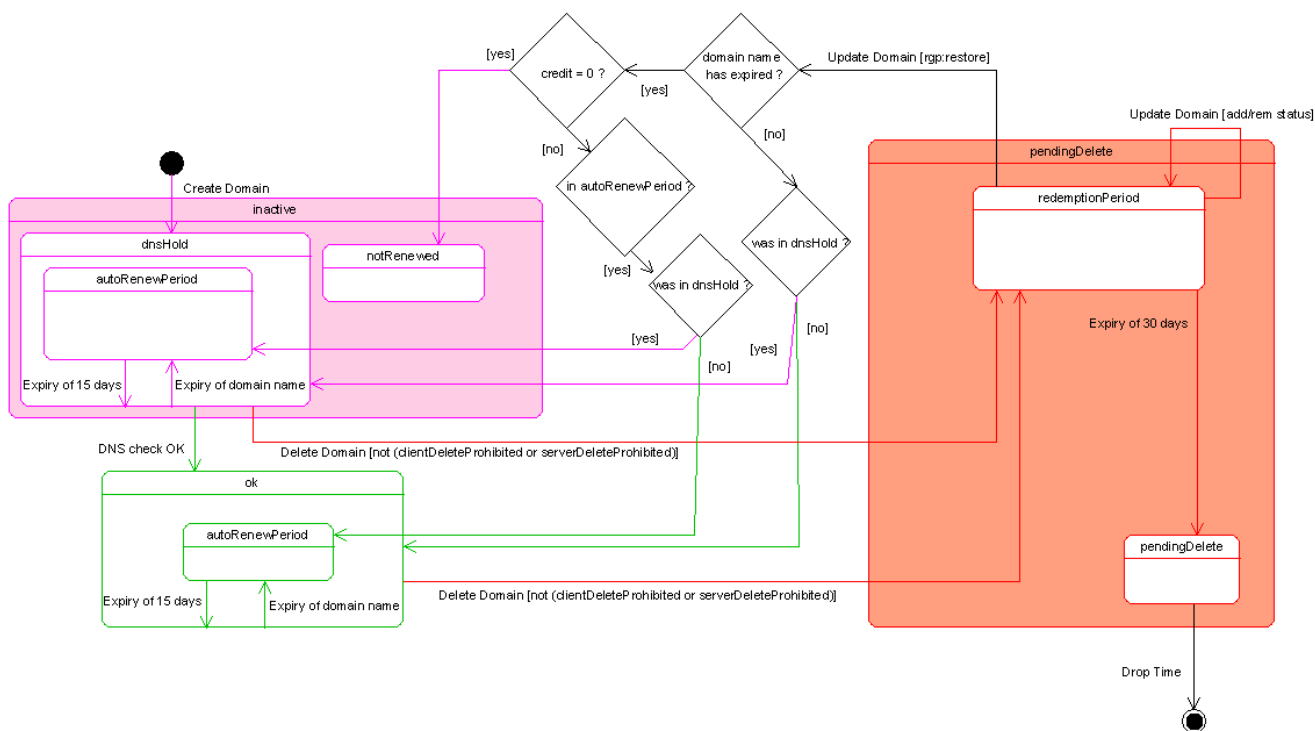 [yes]
credit = 0 ?
domain name
has expired ?
Update Domain [rgp:restore]
[yes]
Update Domain [add/rem status]
[no]
[no]
pendingDelete
Create Domain
in autoRenewPeriod ?
redemptionPeriod
inactive
dnsHold
notRenewed
was in dnsHold ?
autoRenewPeriod
[yes]
was in dnsHold ?
Expiry of 30 days
[no]
[yes]
[yes]
[no]
Expiry of 15 days
Expiry of domain name
DNS check OK
Delete Domain [not (clientDeleteProhibited or serverDeleteProhibited)]
ok
autoRenewPeriod
pendingDelete
Expiry of 15 days
Expiry of domain name
Delete Domain [not (clientDeleteProhibited or serverDeleteProhibited)]
Drop Time